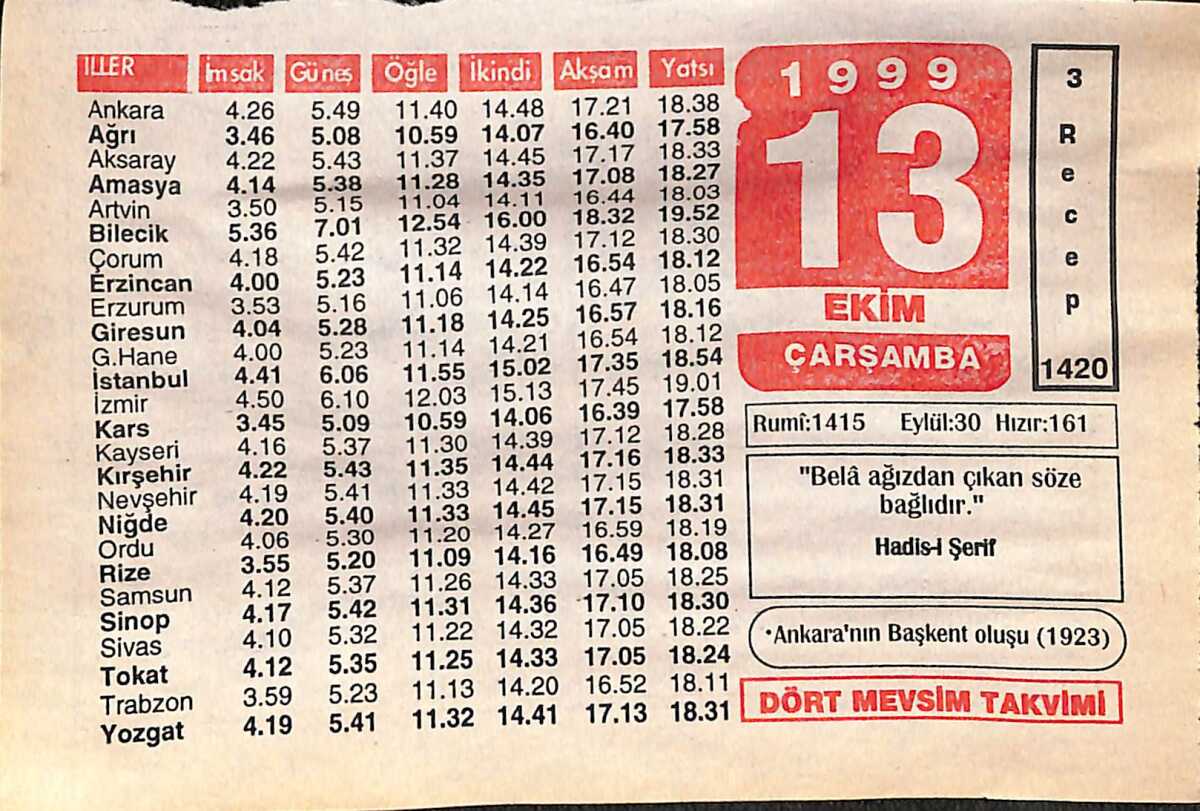 İLLER İmsak Güneş Öğle İkindi Akşam Yatsı
Ankara 4.26 5.49 11.40 14.48 17.21 18.38
Ağrı 3.46 5.08 10.59 14.07 16.40 17.58
Aksaray 4.22 5.43 11.37 14.45 17.17 18.33
Amasya 4.14 5.38 11.28 14.35 17.08 18.27
Artvin 3.50 5.15 11.04 14.11 16.44 18.03
Bilecik 5.36 7.01 12.54 16.00 18.32 19.52
Çorum 4.18 5.42 11.32 14.39 17.12 18.30
Erzincan 4.00 5.23 11.14 14.22 16.54 18.12
Erzurum 3.53 5.16 11.06 14.14 16.47 18.05
Giresun 4.04 5.28 11.18 14.25 16.57 18.16
G.Hane 4.00 5.23 11.14 14.21 16.54 18.12
İstanbul 4.41 6.06 11.55 15.02 17.35 18.54
İzmir 4.50 6.10 12.03 15.13 17.45 19.01
Kars 3.45 5.09 10.59 14.06 16.39 17.58
Kayseri 4.16 5.37 11.30 14.39 17.12 18.28
Kırşehir 4.22 5.43 11.35 14.44 17.16 18.33
Nevşehir 4.19 5.41 11.33 14.42 17.15 18.31
Niğde 4.20 5.40 11.33 14.45 17.15 18.31
Ordu 4.06 5.30 11.20 14.27 16.59 18.19
Rize 3.55 5.20 11.09 14.16 16.49 18.08
Samsun 4.12 5.37 11.26 14.33 17.05 18.25
Sinop 4.17 5.42 11.31 14.36 17.10 18.30
Sivas 4.10 5.32 11.22 14.32 17.05 18.22
Tokat 4.12 5.35 11.25 14.33 17.05 18.24
Trabzon 3.59 5.23 11.13 14.20 16.52 18.11
Yozgat 4.19 5.41 11.32 14.41 17.13 18.31
1999
13
EKİM
ÇARŞAMBA
3
R
e
c
e
p
1420
Rumî:1415 Eylül:30 Hızır:161
"Belâ ağızdan çıkan söze
bağlıdır."
Hadis-i Şerif
•Ankara'nın Başkent oluşu (1923)
DÖRT MEVSİM TAKVİMİ